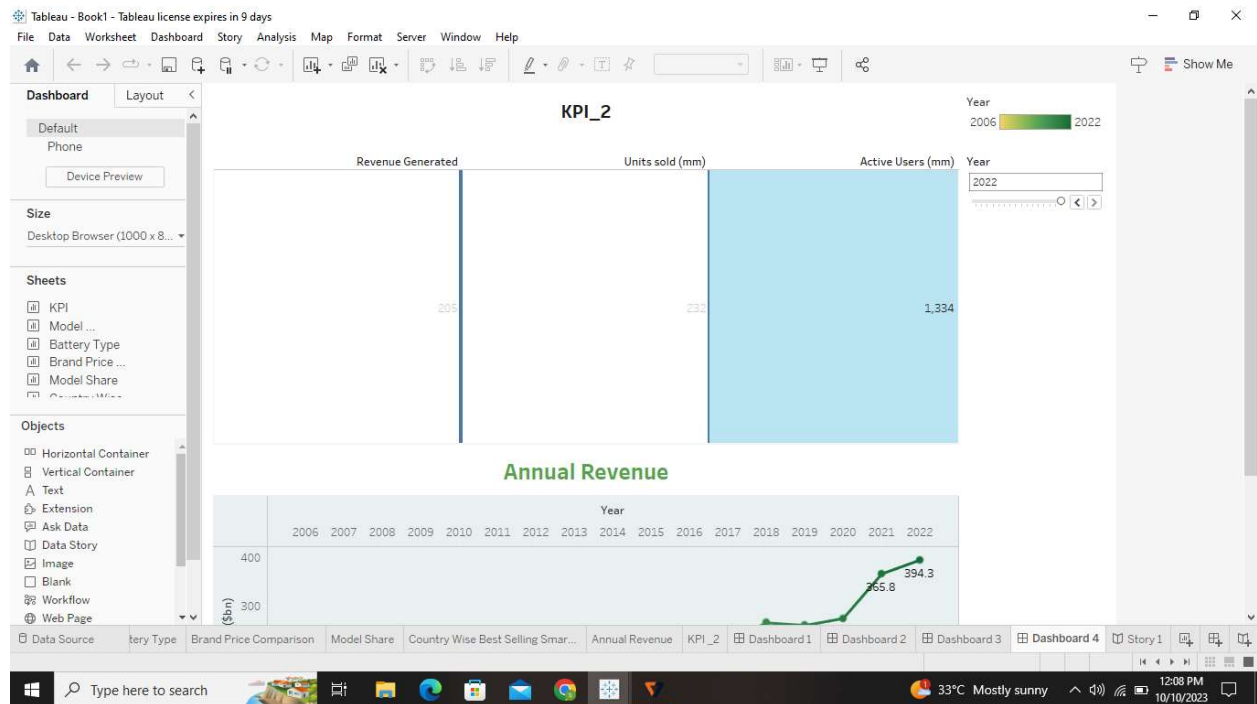 Tableau - Book1 - Tableau license expires in 9 days
File Data Worksheet Dashboard Story Analysis Map Format Server Window Help
Show Me
Dashboard Layout
Default
Phone
Device Preview
Size
Desktop Browser (1000 x 8...
Sheets
KPI
Model ...
Battery Type
Brand Price ...
Model Share
Objects
Horizontal Container
Vertical Container
Text
Extension
Ask Data
Data Story
Image
Blank
Workflow
Web Page
KPI_2
Revenue Generated Units sold (mm) Active Users (mm)
205 232 1,334
Year
2006 2022
Year
2022
Annual Revenue
Year
2006 2007 2008 2009 2010 2011 2012 2013 2014 2015 2016 2017 2018 2019 2020 2021 2022
400
300
($bn)
365.8
394.3
Data Source tery Type Brand Price Comparison Model Share Country Wise Best Selling Smar... Annual Revenue KPI_2 Dashboard 1 Dashboard 2 Dashboard 3 Dashboard 4 Story 1
Type here to search
33°C Mostly sunny
12:08 PM
10/10/2023